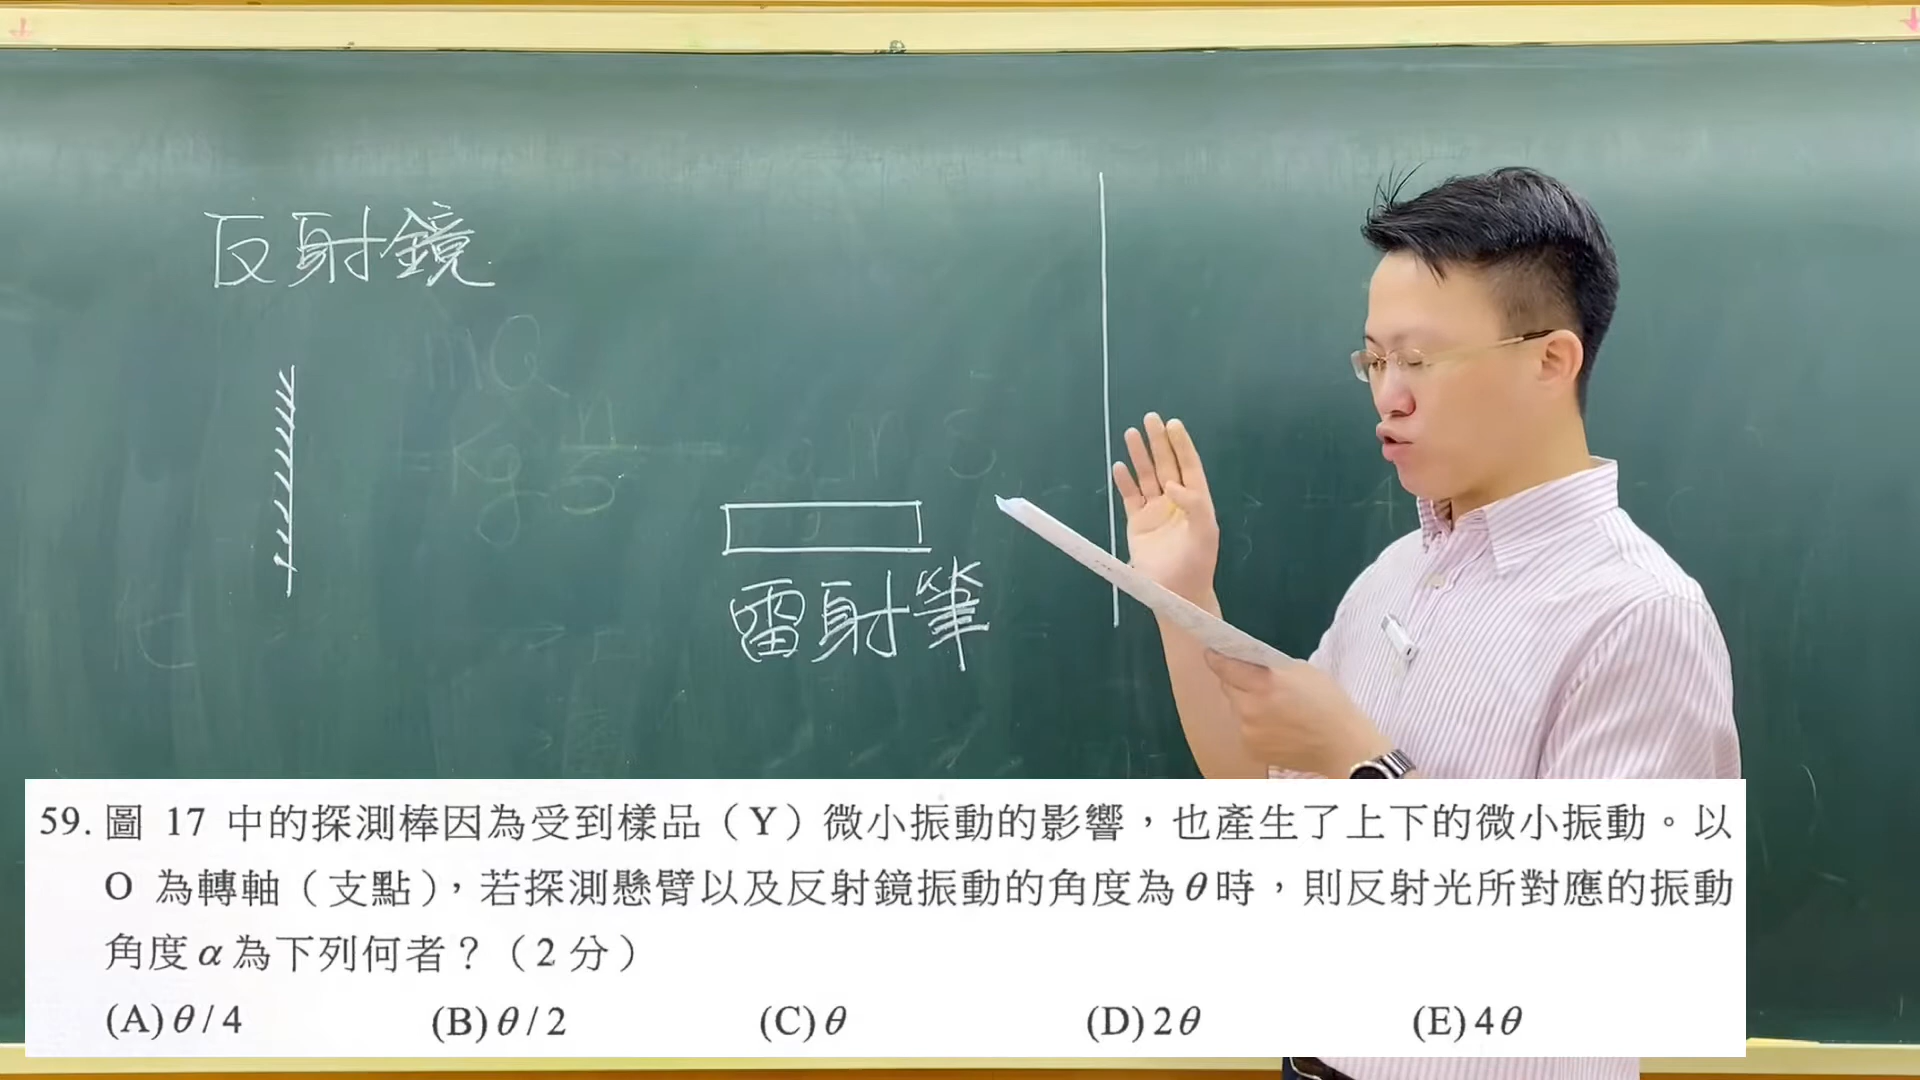 反射鏡
雷射筆
59. 圖 17 中的探測棒因為受到樣品（Y）微小振動的影響，也產生了上下的微小振動。以
O 為轉軸（支點），若探測懸臂以及反射鏡振動的角度為θ時，則反射光所對應的振動
角度α為下列何者？（2 分）
(A) θ / 4 (B) θ / 2 (C) θ (D) 2θ (E) 4θ